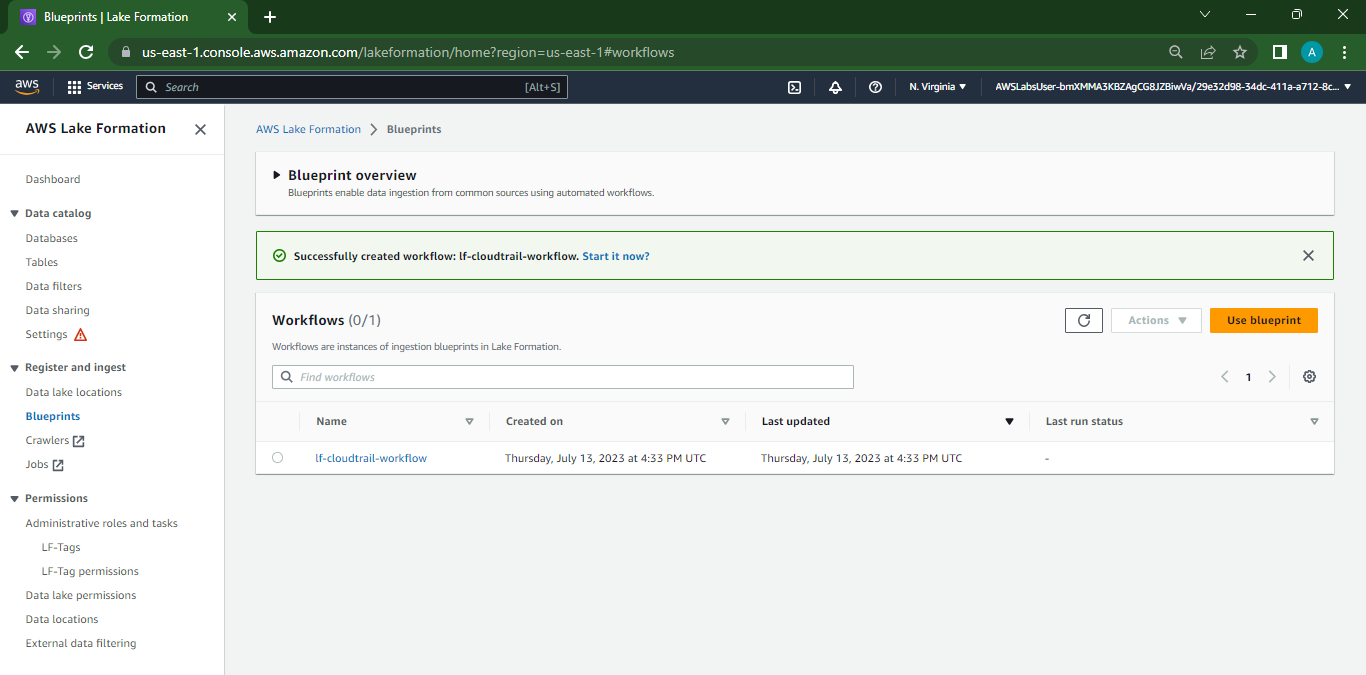 Blueprints | Lake Formation
us-east-1.console.aws.amazon.com/lakeformation/home?region=us-east-1#workflows
A
aws
Services
Search
[Alt+S]
N. Virginia
AWSLabsUser-bmXMMA3KBZAgCG8JZBiwVa/29e32d98-34dc-411a-a712-8c...
AWS Lake Formation
Dashboard
Data catalog
Databases
Tables
Data filters
Data sharing
Settings
Register and ingest
Data lake locations
Blueprints
Crawlers
Jobs
Permissions
Administrative roles and tasks
LF-Tags
LF-Tag permissions
Data lake permissions
Data locations
External data filtering
AWS Lake Formation > Blueprints
Blueprint overview
Blueprints enable data ingestion from common sources using automated workflows.
Successfully created workflow: lf-cloudtrail-workflow. Start it now?
Workflows (0/1)
Actions
Use blueprint
Workflows are instances of ingestion blueprints in Lake Formation.
Find workflows
1
Name Created on Last updated Last run status
lf-cloudtrail-workflow Thursday, July 13, 2023 at 4:33 PM UTC Thursday, July 13, 2023 at 4:33 PM UTC -